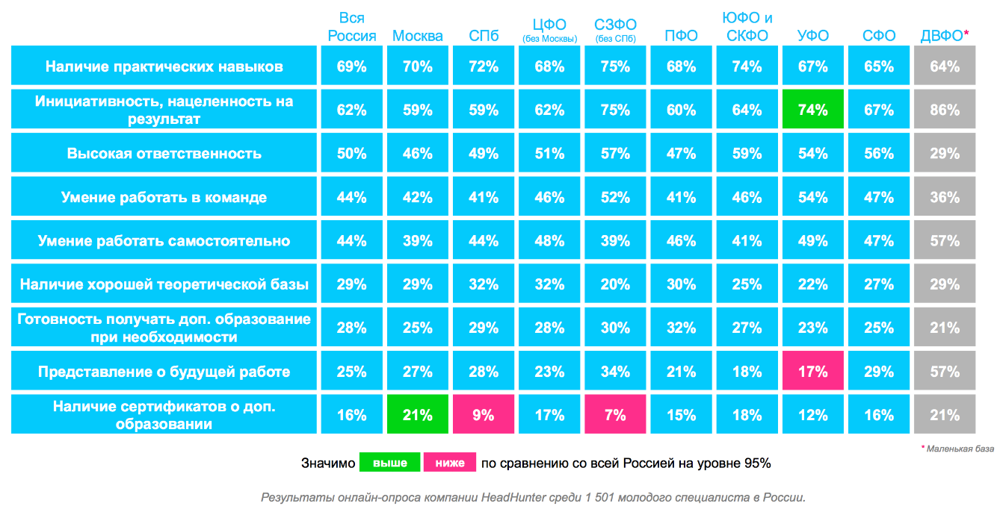 Вся Россия Москва СПб ЦФО (без Москвы) СЗФО (без СПб) ПФО ЮФО и СКФО УФО СФО ДВФО*
Наличие практических навыков 69% 70% 72% 68% 75% 68% 74% 67% 65% 64%
Инициативность, нацеленность на результат 62% 59% 59% 62% 75% 60% 64% 74% 67% 86%
Высокая ответственность 50% 46% 49% 51% 57% 47% 59% 54% 56% 29%
Умение работать в команде 44% 42% 41% 46% 52% 41% 46% 54% 47% 36%
Умение работать самостоятельно 44% 39% 44% 48% 39% 46% 41% 49% 47% 57%
Наличие хорошей теоретической базы 29% 29% 32% 32% 20% 30% 25% 22% 27% 29%
Готовность получать доп. образование при необходимости 28% 25% 29% 28% 30% 32% 27% 23% 25% 21%
Представление о будущей работе 25% 27% 28% 23% 34% 21% 18% 17% 29% 57%
Наличие сертификатов о доп. образовании 16% 21% 9% 17% 7% 15% 18% 12% 16% 21%
* Маленькая база
Значимо выше ниже по сравнению со всей Россией на уровне 95%
Результаты онлайн-опроса компании HeadHunter среди 1 501 молодого специалиста в России.